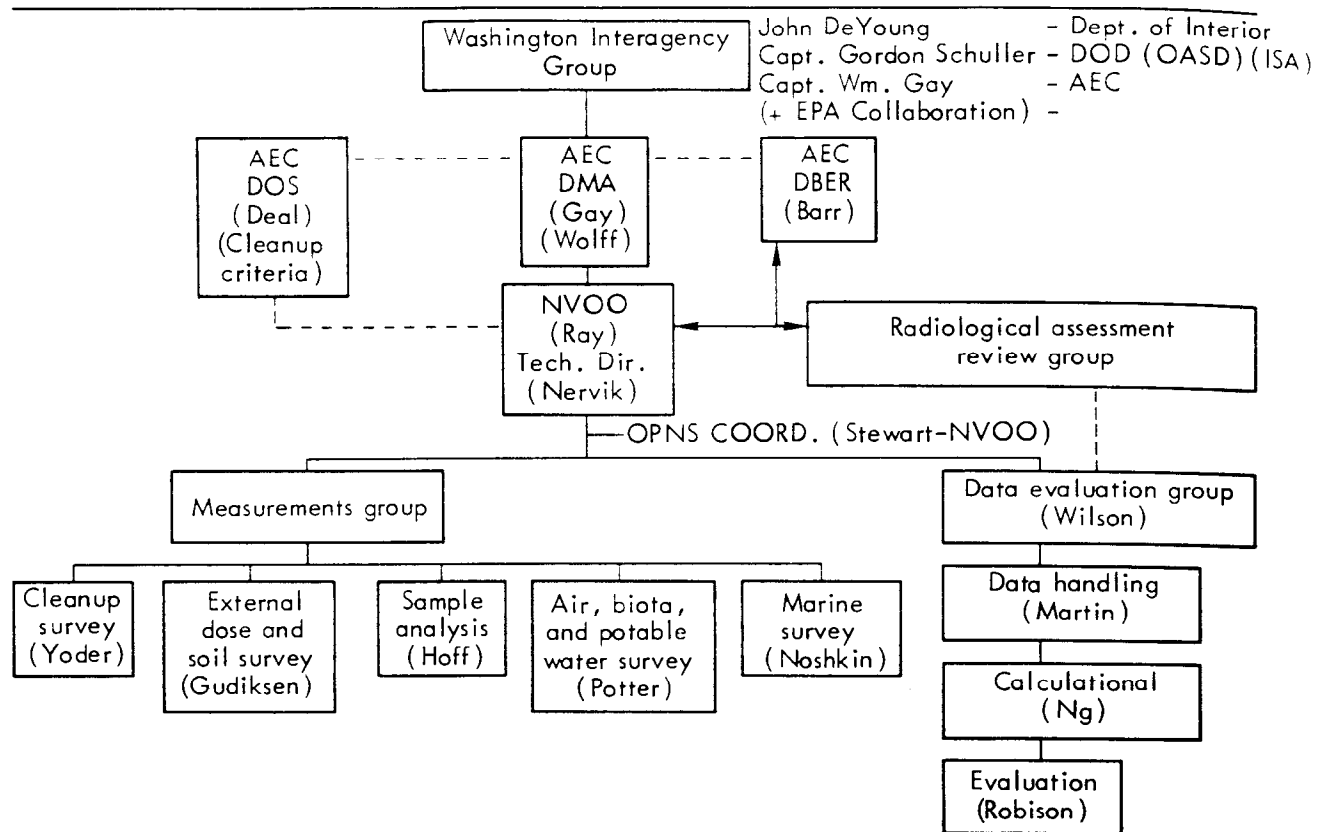 Washington Interagency
Group
John DeYoung - Dept. of Interior
Capt. Gordon Schuller - DOD (OASD) (ISA)
Capt. Wm. Gay - AEC
(+ EPA Collaboration) -
AEC
DOS
(Deal)
(Cleanup
criteria)
AEC
DMA
(Gay)
(Wolff)
AEC
DBER
(Barr)
NVOO
(Ray)
Tech. Dir.
(Nervik)
Radiological assessment
review group
OPNS COORD. (Stewart-NVOO)
Measurements group
Data evaluation group
(Wilson)
Cleanup
survey
(Yoder)
External
dose and
soil survey
(Gudiksen)
Sample
analysis
(Hoff)
Air, biota,
and potable
water survey
(Potter)
Marine
survey
(Noshkin)
Data handling
(Martin)
Calculational
(Ng)
Evaluation
(Robison)